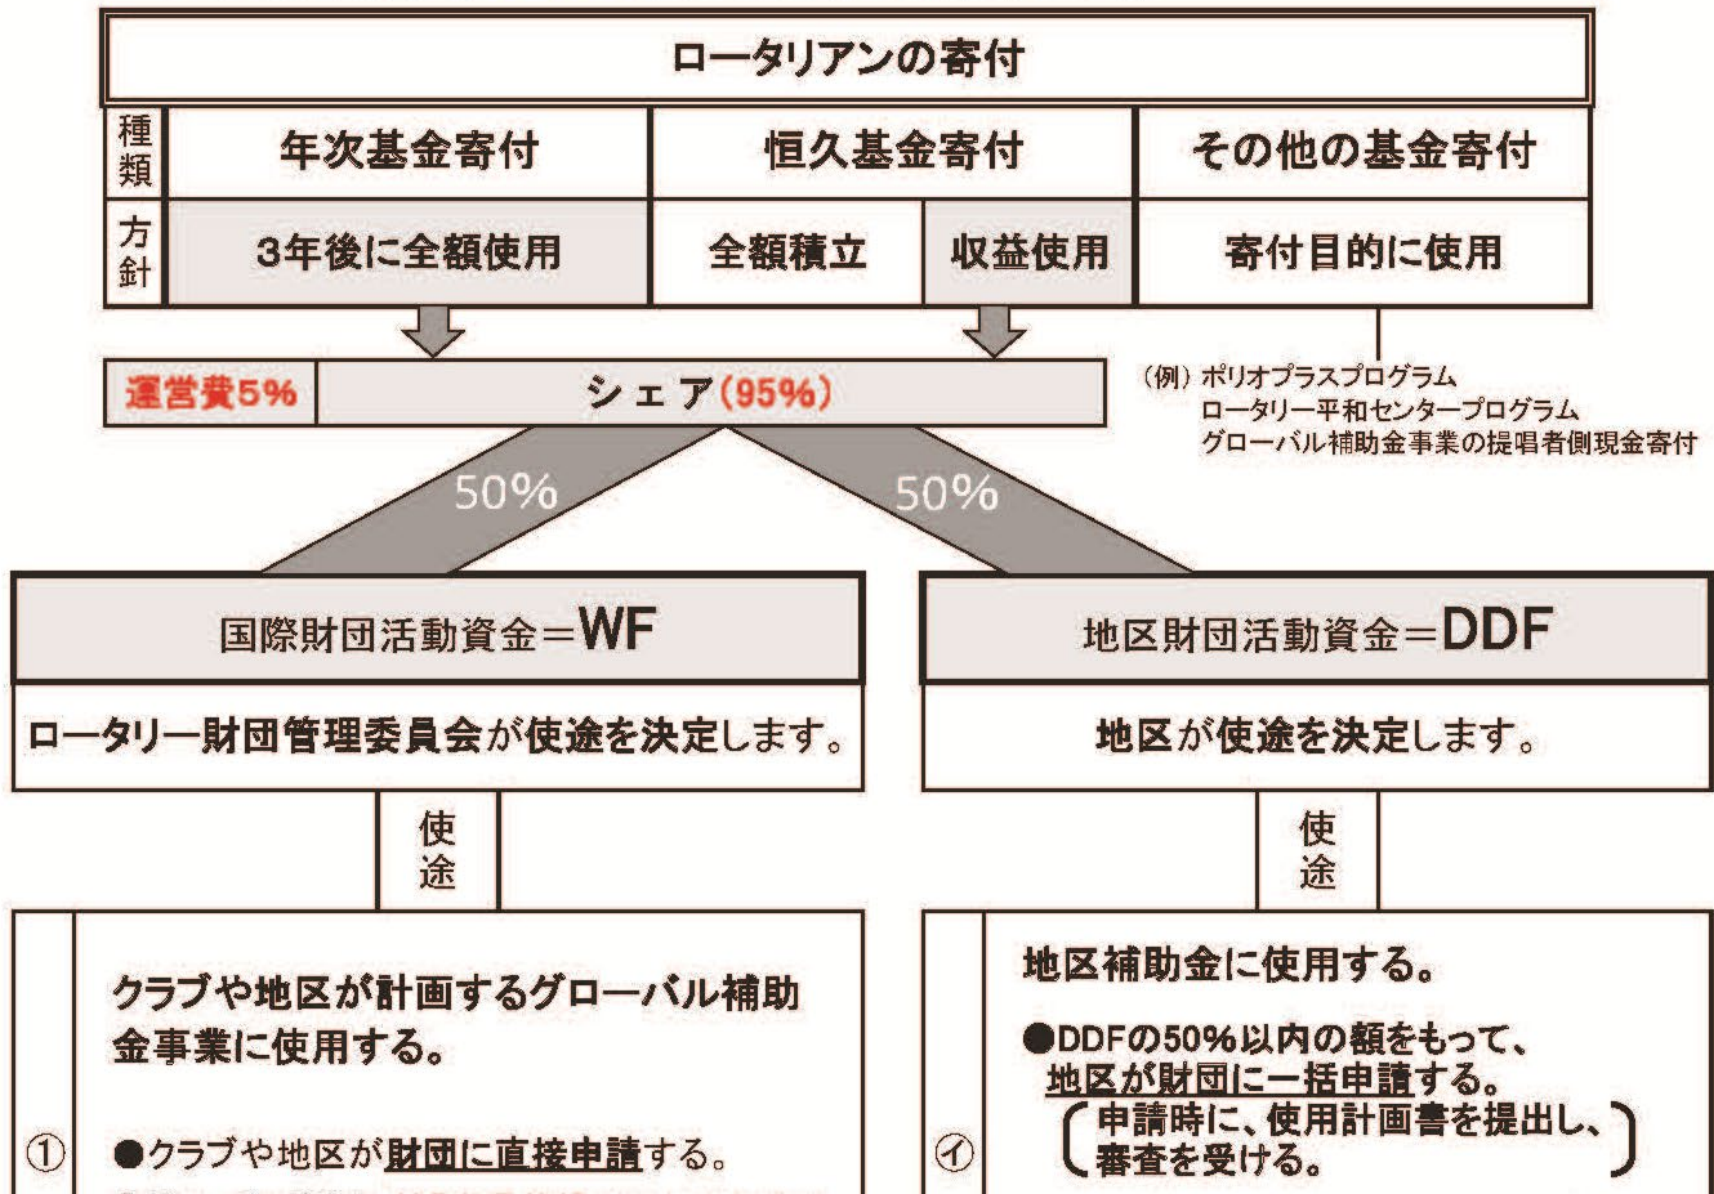 ロータリアンの寄付
種類
年次基金寄付
恒久基金寄付
その他の基金寄付
方針
3年後に全額使用
全額積立
収益使用
寄付目的に使用
運営費5%
シェア(95%)
(例) ポリオプラスプログラム
ロータリー平和センタープログラム
グローバル補助金事業の提唱者側現金寄付
50%
50%
国際財団活動資金=WF
ロータリー財団管理委員会が使途を決定します。
使途
①
クラブや地区が計画するグローバル補助
金事業に使用する。
●クラブや地区が財団に直接申請する。
地区財団活動資金=DDF
地区が使途を決定します。
使途
㋑
地区補助金に使用する。
●DDFの50%以内の額をもって、
地区が財団に一括申請する。
(申請時に、使用計画書を提出し、
審査を受ける。)